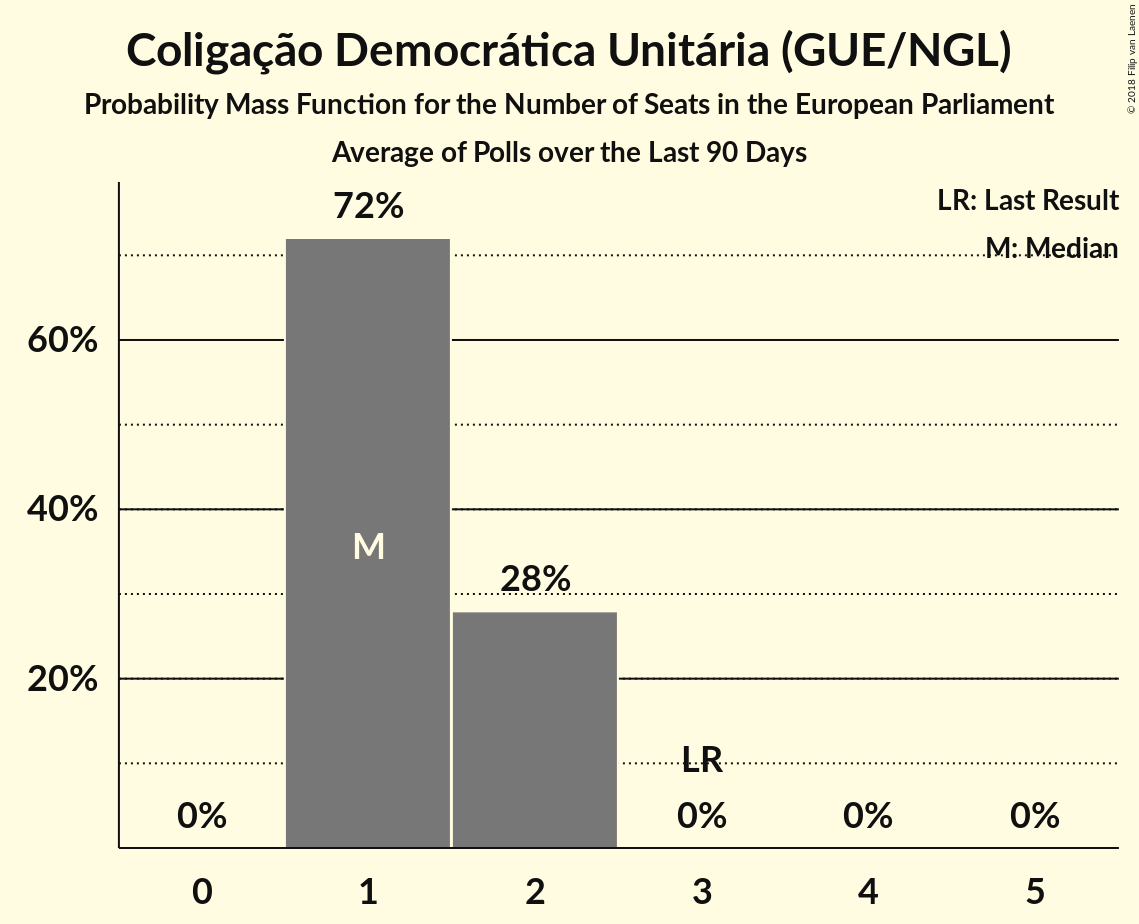 Coligação Democrática Unitária (GUE/NGL)
Probability Mass Function for the Number of Seats in the European Parliament
Average of Polls over the Last 90 Days
© 2018 Filip van Laenen
LR: Last Result
M: Median
72%
60%
40%
M
28%
20%
LR
0%
0%
0%
0%
0 1 2 3 4 5